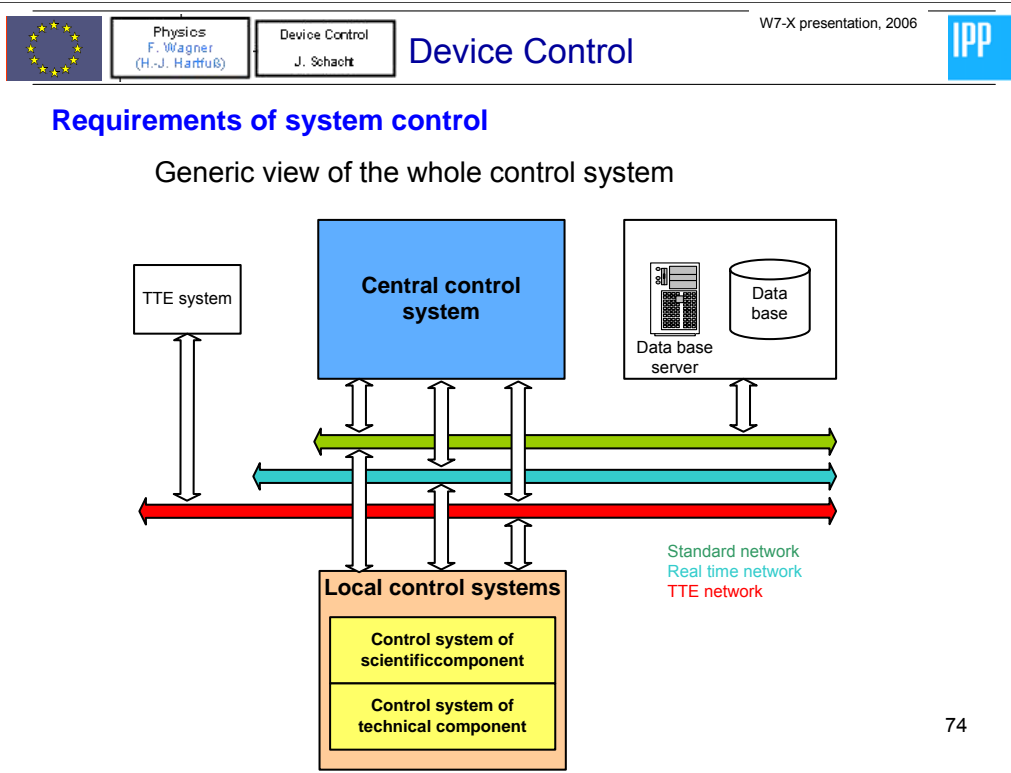 Physics
F. Wagner
(H.-J. Hartfuß)
Device Control
J. Schacht
Device Control
W7-X presentation, 2006
IPP
Requirements of system control
Generic view of the whole control system
TTE system
Central control
system
Data
base
Data base
server
Standard network
Real time network
TTE network
Local control systems
Control system of
scientificcomponent
Control system of
technical component
74